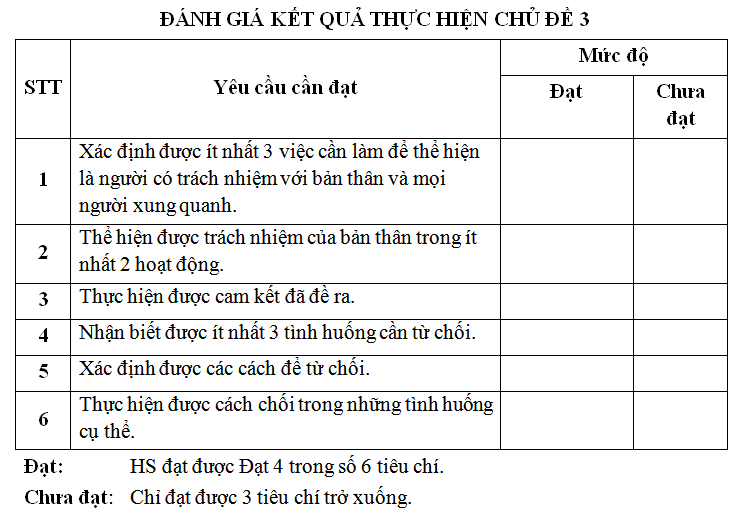 ĐÁNH GIÁ KẾT QUẢ THỰC HIỆN CHỦ ĐỀ 3
STT
Yêu cầu cần đạt
Mức độ
Đạt
Chưa
đạt
1
Xác định được ít nhất 3 việc cần làm để thể hiện
là người có trách nhiệm với bản thân và mọi
người xung quanh.
2
Thể hiện được trách nhiệm của bản thân trong ít
nhất 2 hoạt động.
3
Thực hiện được cam kết đã đề ra.
4
Nhận biết được ít nhất 3 tình huống cần từ chối.
5
Xác định được các cách để từ chối.
6
Thực hiện được cách chối trong những tình huống
cụ thể.
Đạt: HS đạt được Đạt 4 trong số 6 tiêu chí.
Chưa đạt: Chỉ đạt được 3 tiêu chí trở xuống.